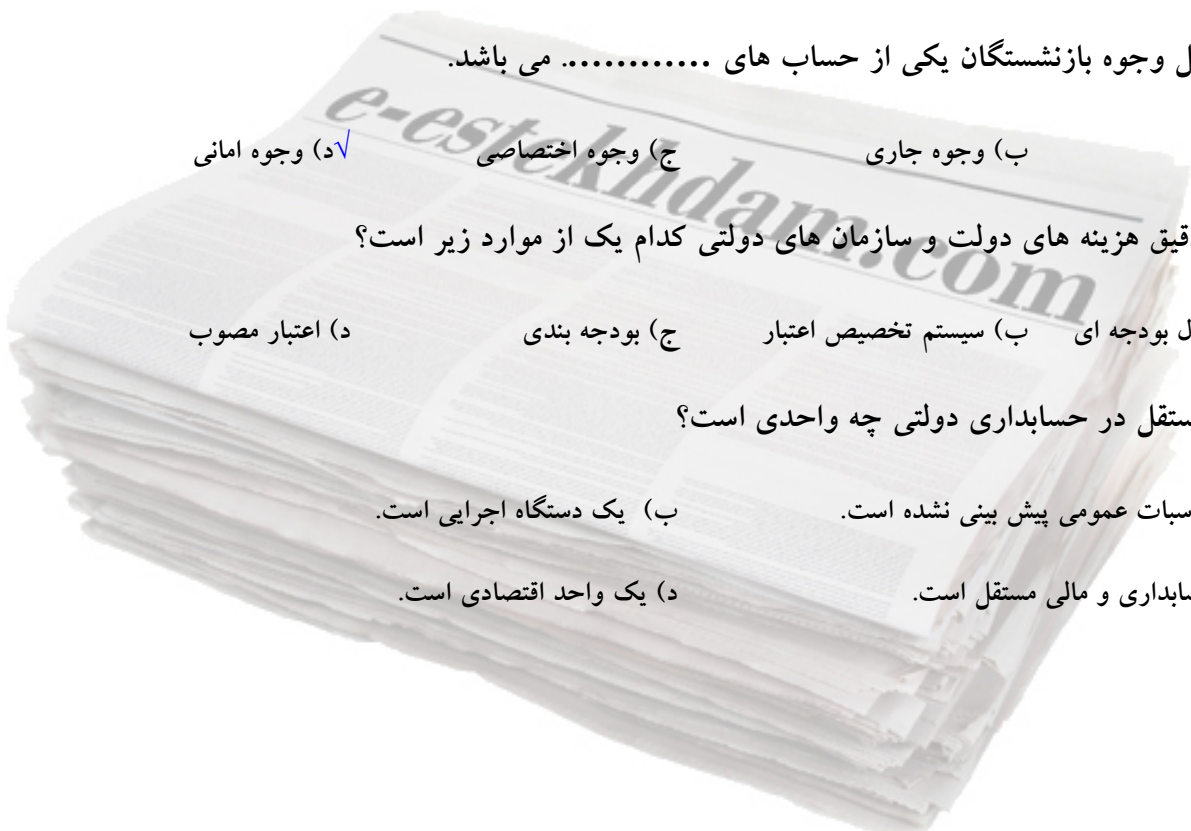 ل وجوه بازنشستگان یکی از حساب های ............. می باشد.
ب) وجوه جاری ج) وجوه اختصاصی √د) وجوه امانی
e-estekhdam.com
قیق هزینه های دولت و سازمان های دولتی کدام یک از موارد زیر است؟
ل بودجه ای ب) سیستم تخصیص اعتبار ج) بودجه بندی د) اعتبار مصوب
ستقل در حسابداری دولتی چه واحدی است؟
سبات عمومی پیش بینی نشده است. ب) یک دستگاه اجرایی است.
سابداری و مالی مستقل است. د) یک واحد اقتصادی است.